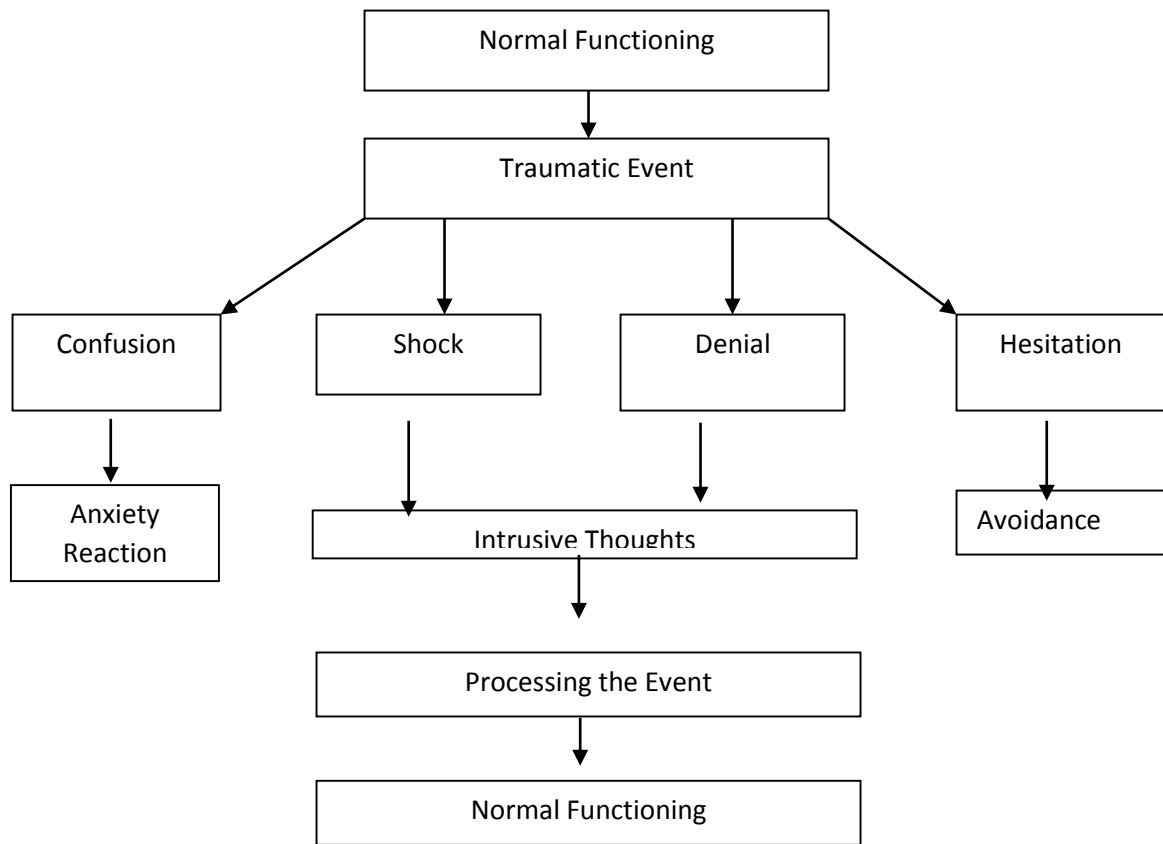 Normal Functioning
Traumatic Event
Confusion
Shock
Denial
Hesitation
Anxiety
Reaction
Intrusive Thoughts
Avoidance
Processing the Event
Normal Functioning